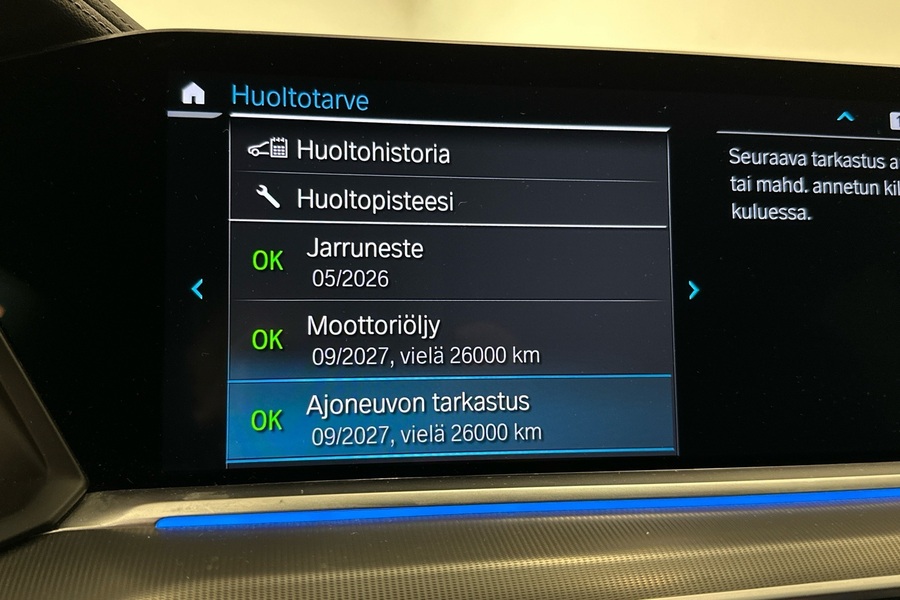 Huoltotarve
Huoltohistoria
Huoltopisteesi
OK Jarruneste
05/2026
OK Moottoriöljy
09/2027, vielä 26000 km
OK Ajoneuvon tarkastus
09/2027, vielä 26000 km
Seuraava tarkastus
tai mahd. annetun
kuluessa.